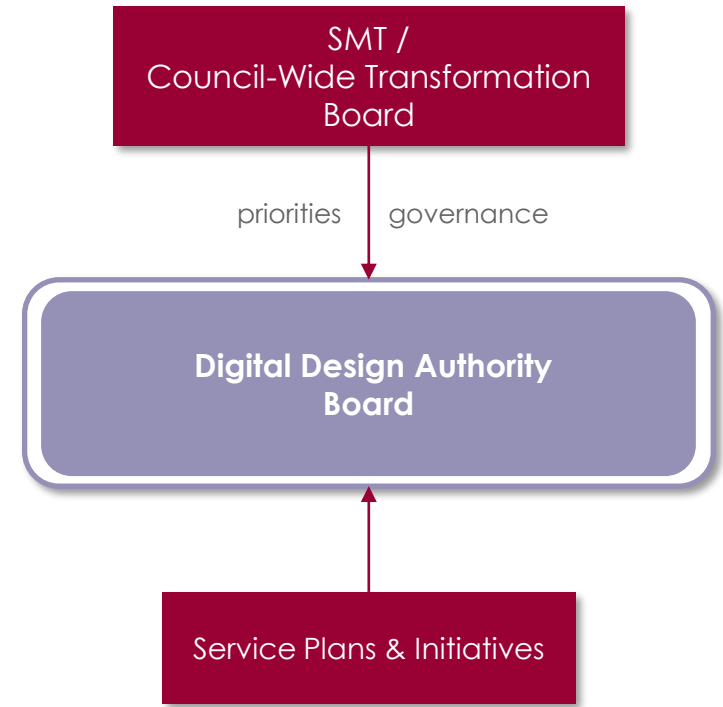 SMT /
Council-Wide Transformation
Board
priorities governance
Digital Design Authority
Board
Service Plans & Initiatives